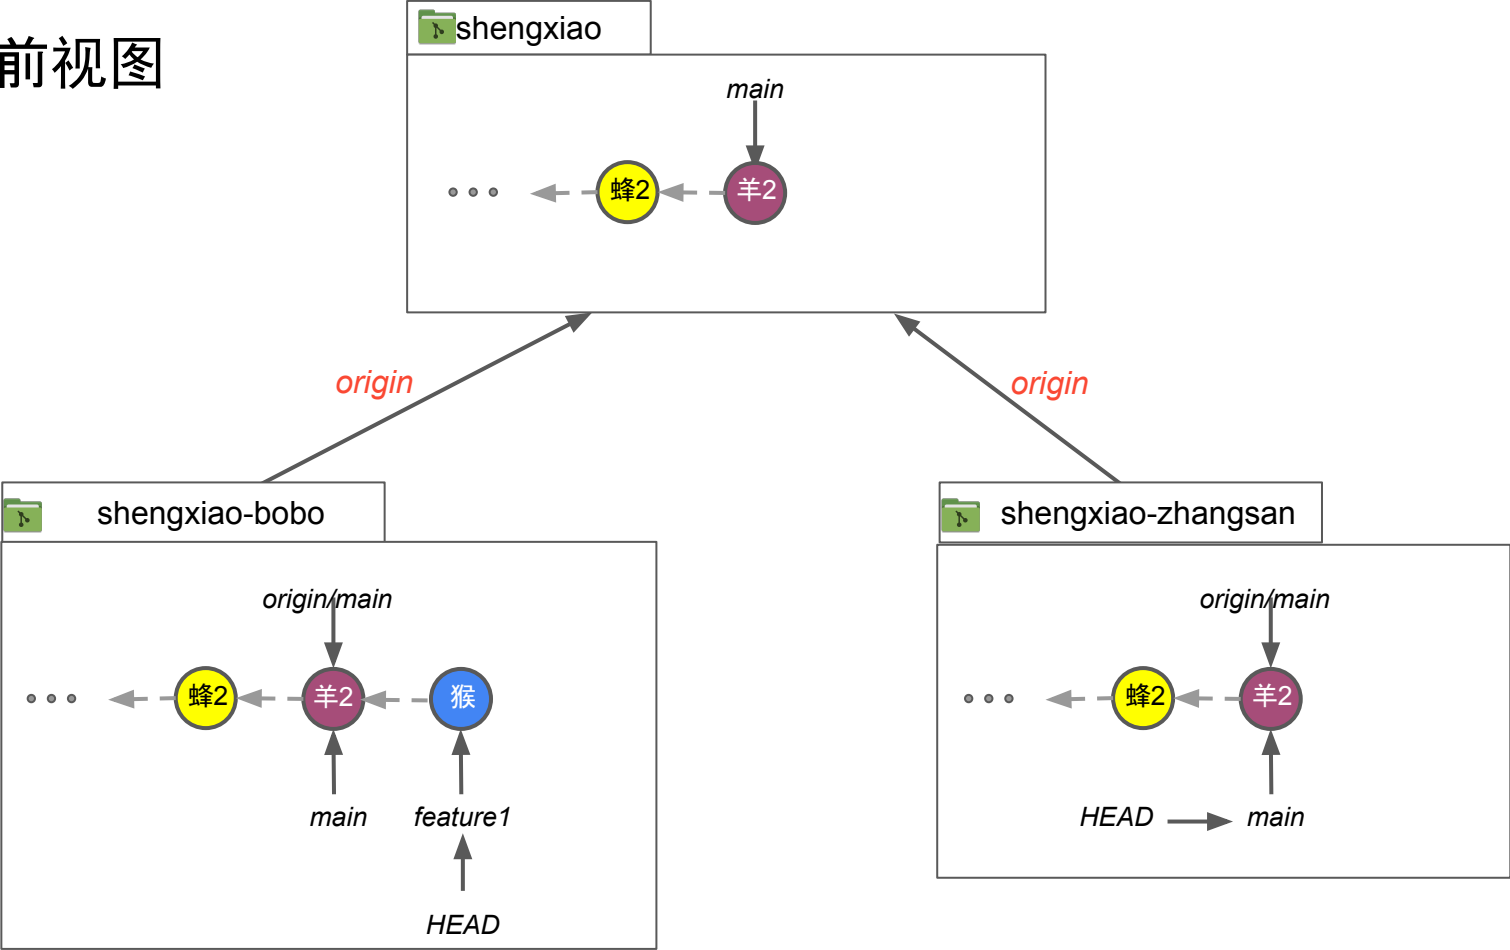 前视图
shengxiao
main
蜂2
羊2
origin
origin
shengxiao-bobo
origin/main
蜂2
羊2
猴
main
feature1
HEAD
shengxiao-zhangsan
origin/main
蜂2
羊2
HEAD
main